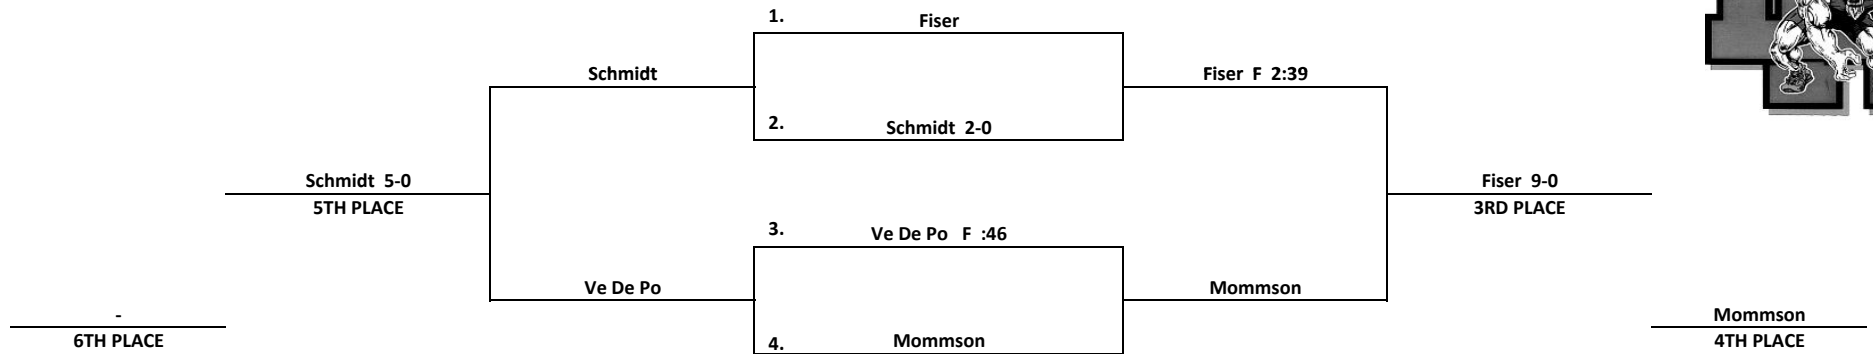 1.
Fiser
Schmidt
Fiser F 2:39
2.
Schmidt 2-0
Schmidt 5-0
5TH PLACE
Fiser 9-0
3RD PLACE
3.
Ve De Po F :46
Ve De Po
Mommson
-
6TH PLACE
4.
Mommson
Mommson
4TH PLACE